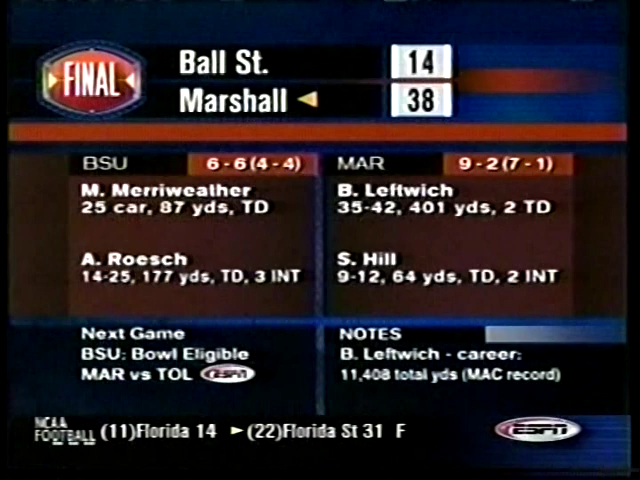 FINAL
Ball St. 14
Marshall 38
BSU 6-6(4-4)
M. Merriweather
25 car, 87 yds, TD
A. Roesch
14-25, 177 yds, TD, 3 INT
MAR 9-2(7-1)
B. Leftwich
35-42, 401 yds, 2 TD
S. Hill
9-12, 64 yds, TD, 2 INT
Next Game
BSU: Bowl Eligible
MAR vs TOL ESPN
NOTES
B. Leftwich - career:
11,408 total yds (MAC record)
NCAA
FOOTBALL
(11)Florida 14 (22)Florida St 31 F
ESPN